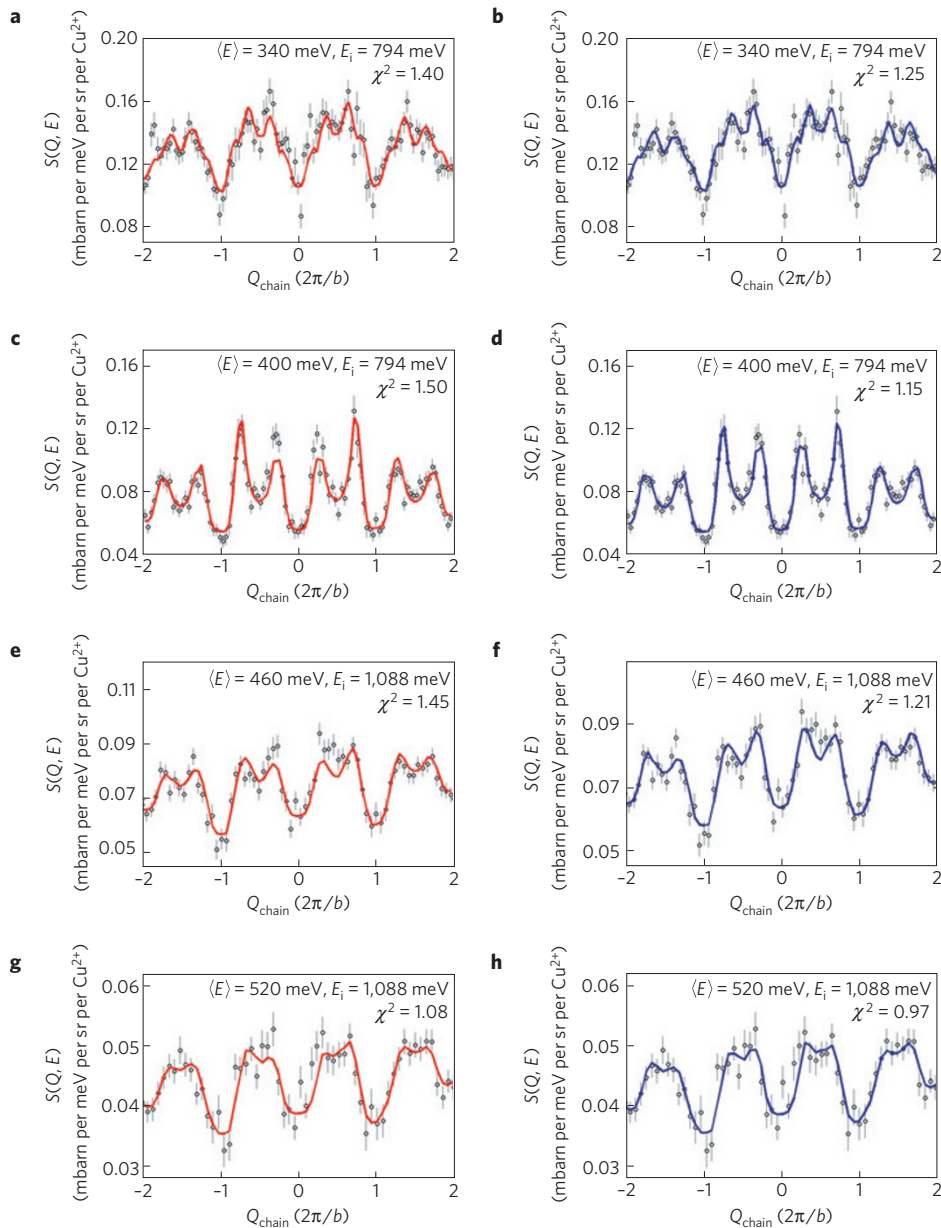 a
⟨E⟩ = 340 meV, Eᵢ = 794 meV
χ² = 1.40
S(Q, E)
(mbarn per meV per sr per Cu²⁺)
0.20
0.16
0.12
0.08
−2 −1 0 1 2
Q_chain (2π/b)
b
⟨E⟩ = 340 meV, Eᵢ = 794 meV
χ² = 1.25
S(Q, E)
(mbarn per meV per sr per Cu²⁺)
0.20
0.16
0.12
0.08
−2 −1 0 1 2
Q_chain (2π/b)
c
⟨E⟩ = 400 meV, Eᵢ = 794 meV
χ² = 1.50
S(Q, E)
(mbarn per meV per sr per Cu²⁺)
0.16
0.12
0.08
0.04
−2 −1 0 1 2
Q_chain (2π/b)
d
⟨E⟩ = 400 meV, Eᵢ = 794 meV
χ² = 1.15
S(Q, E)
(mbarn per meV per sr per Cu²⁺)
0.16
0.12
0.08
0.04
−2 −1 0 1 2
Q_chain (2π/b)
e
⟨E⟩ = 460 meV, Eᵢ = 1,088 meV
χ² = 1.45
S(Q, E)
(mbarn per meV per sr per Cu²⁺)
0.11
0.09
0.07
0.05
−2 −1 0 1 2
Q_chain (2π/b)
f
⟨E⟩ = 460 meV, Eᵢ = 1,088 meV
χ² = 1.21
S(Q, E)
(mbarn per meV per sr per Cu²⁺)
0.09
0.07
0.05
−2 −1 0 1 2
Q_chain (2π/b)
g
⟨E⟩ = 520 meV, Eᵢ = 1,088 meV
χ² = 1.08
S(Q, E)
(mbarn per meV per sr per Cu²⁺)
0.06
0.05
0.04
0.03
−2 −1 0 1 2
Q_chain (2π/b)
h
⟨E⟩ = 520 meV, Eᵢ = 1,088 meV
χ² = 0.97
S(Q, E)
(mbarn per meV per sr per Cu²⁺)
0.06
0.05
0.04
0.03
−2 −1 0 1 2
Q_chain (2π/b)